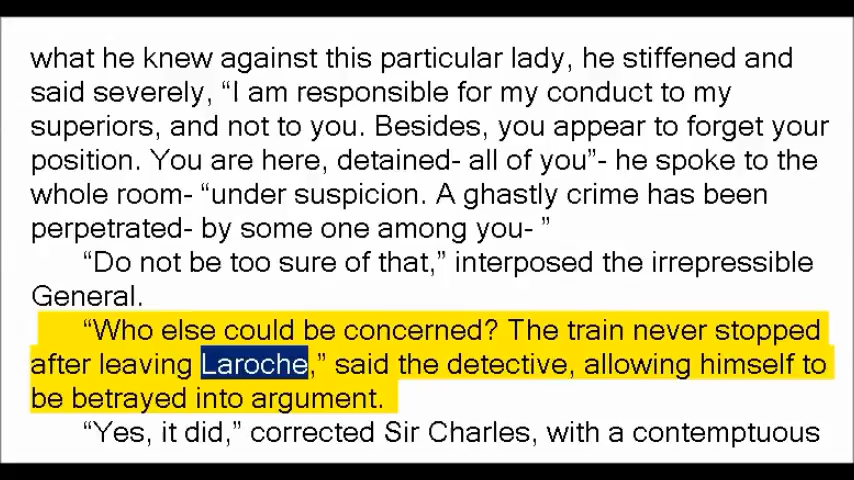 what he knew against this particular lady, he stiffened and
said severely, “I am responsible for my conduct to my
superiors, and not to you. Besides, you appear to forget your
position. You are here, detained- all of you”- he spoke to the
whole room- “under suspicion. A ghastly crime has been
perpetrated- by some one among you- ”
“Do not be too sure of that,” interposed the irrepressible
General.
“Who else could be concerned? The train never stopped
after leaving Laroche,” said the detective, allowing himself to
be betrayed into argument.
“Yes, it did,” corrected Sir Charles, with a contemptuous